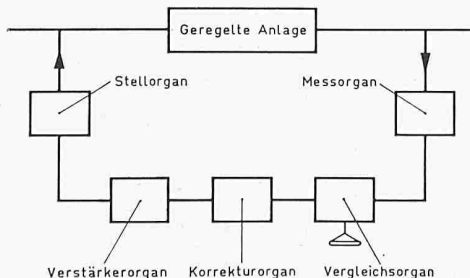 Geregelte Anlage
Stellorgan
Messorgan
Verstärkerorgan
Korrekturorgan
Vergleichsorgan